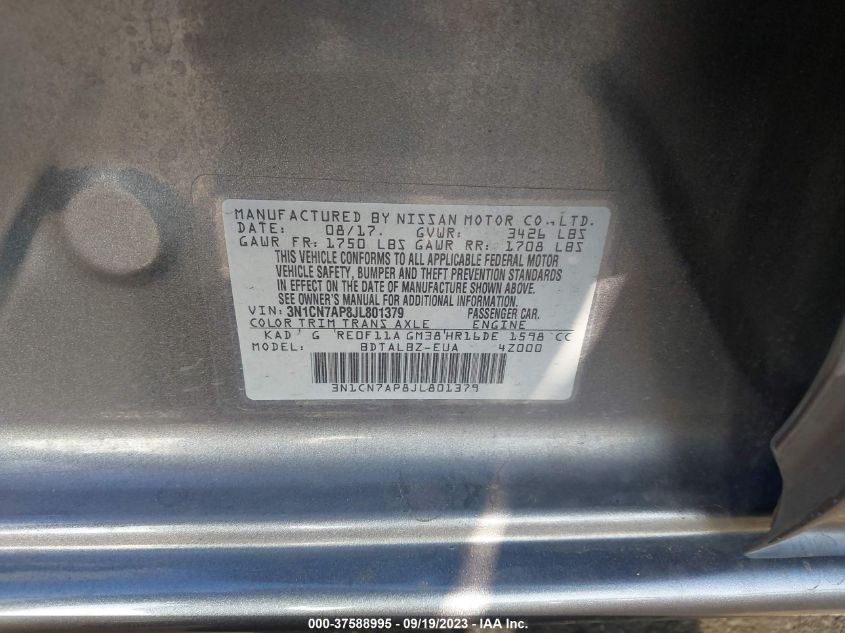 MANUFACTURED BY NISSAN MOTOR CO.,LTD.
DATE: 08/17. GVWR: 3426 LBS
GAWR FR: 1750 LBS GAWR RR: 1708 LBS
THIS VEHICLE CONFORMS TO ALL APPLICABLE FEDERAL MOTOR
VEHICLE SAFETY, BUMPER AND THEFT PREVENTION STANDARDS
IN EFFECT ON THE DATE OF MANUFACTURE SHOWN ABOVE.
SEE OWNER'S MANUAL FOR ADDITIONAL INFORMATION.
VIN: 3N1CN7AP8JL801379 PASSENGER CAR.
COLOR TRIM TRANS AXLE ENGINE
KAD G RE0F11A GM38 HR16DE 1598 CC
MODEL: BDTALBZ-EUA 4Z000
3N1CN7AP8JL801379
000-37588995 - 09/19/2023 - IAA Inc.